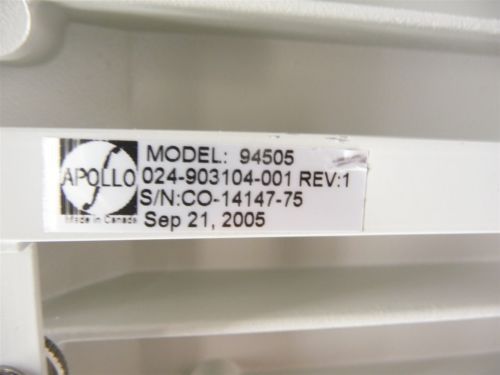 APOLLO
Made in Canada
MODEL: 94505
024-903104-001 REV:1
S/N:CO-14147-75
Sep 21, 2005